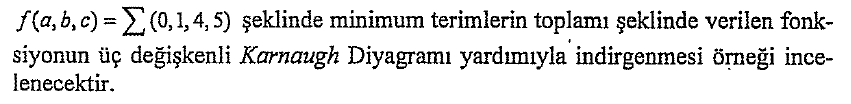 f(a,b,c) = ∑(0,1,4,5) şeklinde minimum terimlerin toplamı şeklinde verilen fonk-
siyonun üç değişkenli Karnaugh Diyagramı yardımıyla indirgenmesi örneği ince-
lenecektir.